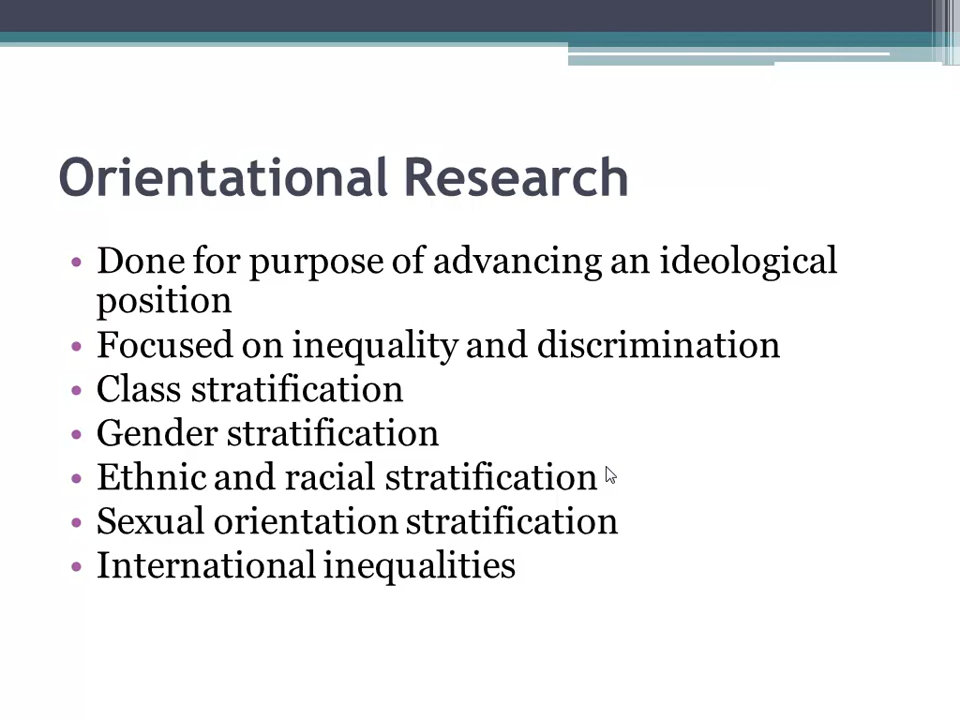 Orientational Research
• Done for purpose of advancing an ideological
position
• Focused on inequality and discrimination
• Class stratification
• Gender stratification
• Ethnic and racial stratification
• Sexual orientation stratification
• International inequalities